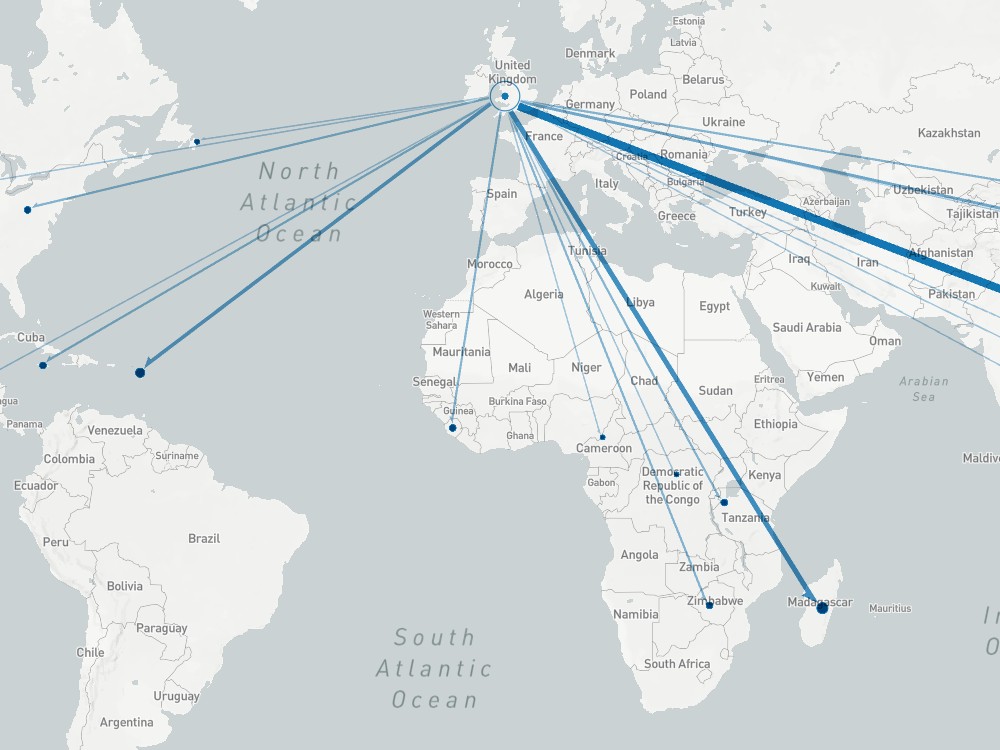 Estonia
Latvia
Denmark
United
Kingdom
Belarus
Poland
Germany
Ukraine
Kazakhstan
France
Croatia
Romania
North
Atlantic
Ocean
Italy
Bulgaria
Uzbekistan
Spain
Azerbaijan
Turkey
Greece
Tajikistan
Tunisia
Afghanistan
Morocco
Iraq
Iran
Kuwait
Pakistan
Algeria
Libya
Egypt
Western
Sahara
Saudi Arabia
Cuba
Oman
Mauritania
Mali
Niger
Chad
Senegal
Sudan
Eritrea
Yemen
Arabian
Sea
agua
Burkina Faso
Guinea
Panama
Venezuela
Ghana
Ethiopia
Cameroon
Colombia
Suriname
Maldive
Ecuador
Gabon
Democratic
Republic of
the Congo
Kenya
Tanzania
Peru
Brazil
Angola
Zambia
Bolivia
Zimbabwe
Madagascar
Mauritius
Namibia
Paraguay
South
Atlantic
Ocean
In
O
Chile
South Africa
Uruguay
Argentina